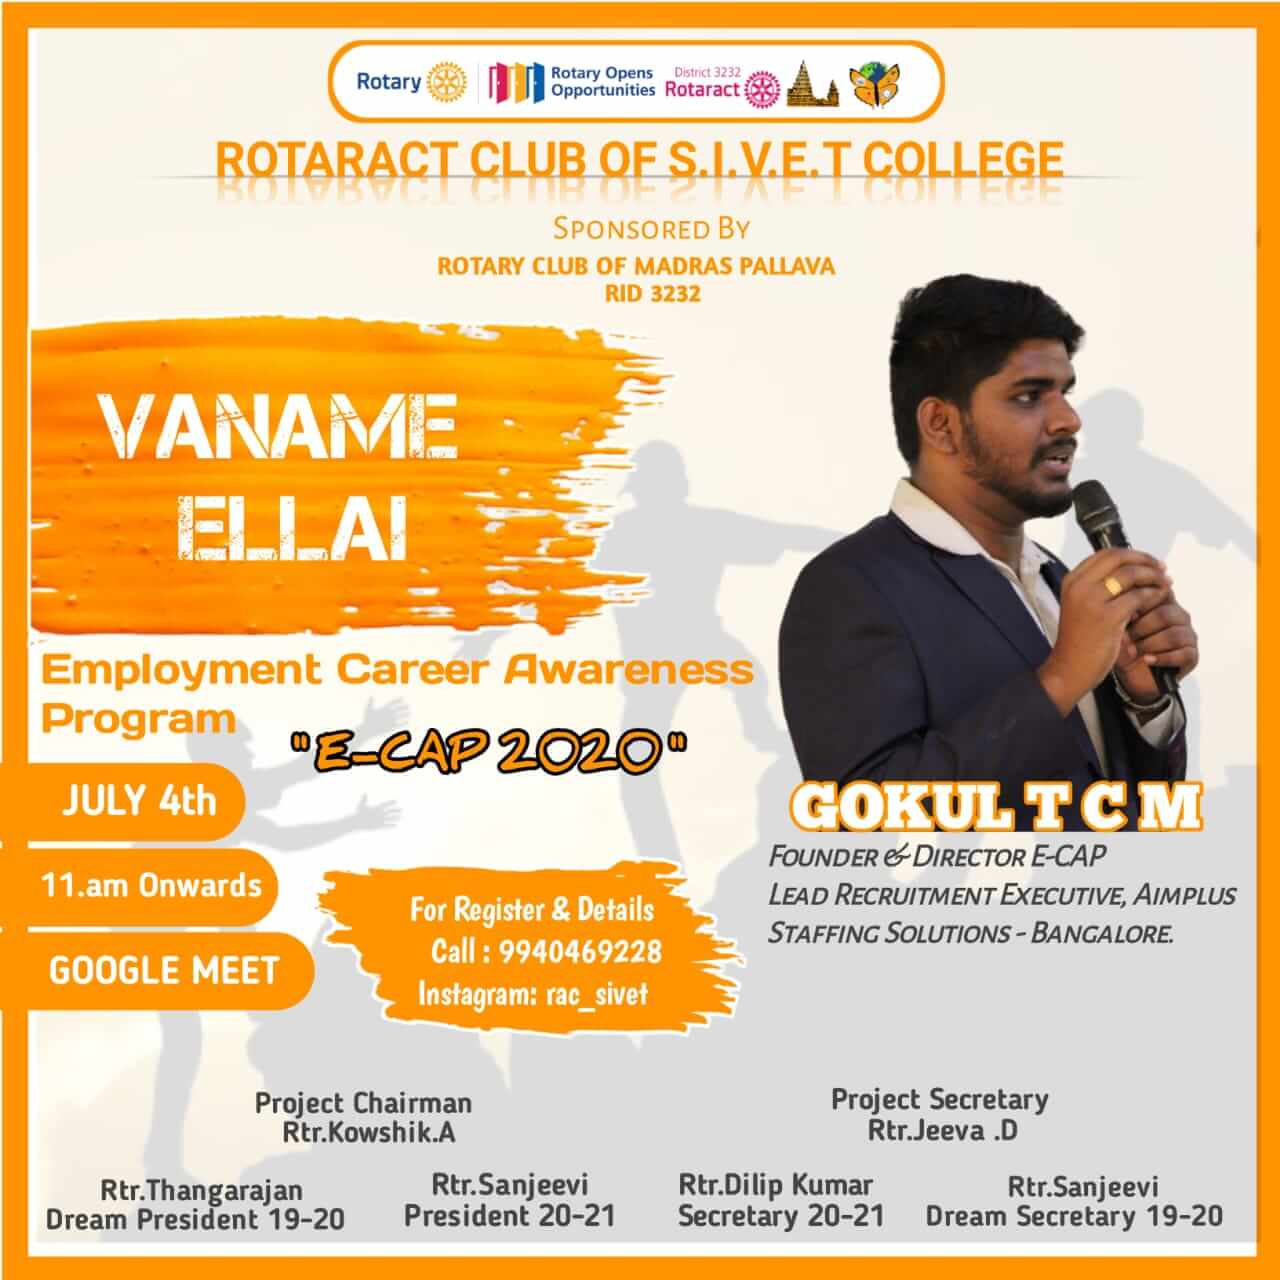 Rotary
Rotary Opens
Opportunities
District 3232
Rotaract
ROTARACT CLUB OF S.I.V.E.T COLLEGE
SPONSORED BY
ROTARY CLUB OF MADRAS PALLAVA
RID 3232
VANAME
ELLAI
Employment Career Awareness
Program
"E-CAP 2020"
JULY 4th
11.am Onwards
GOOGLE MEET
For Register & Details
Call : 9940469228
Instagram: rac_sivet
GOKUL T C M
FOUNDER & DIRECTOR E-CAP
LEAD RECRUITMENT EXECUTIVE, AIMPLUS
STAFFING SOLUTIONS - BANGALORE.
Project Chairman
Rtr.Kowshik.A
Project Secretary
Rtr.Jeeva .D
Rtr.Thangarajan
Dream President 19-20
Rtr.Sanjeevi
President 20-21
Rtr.Dilip Kumar
Secretary 20-21
Rtr.Sanjeevi
Dream Secretary 19-20